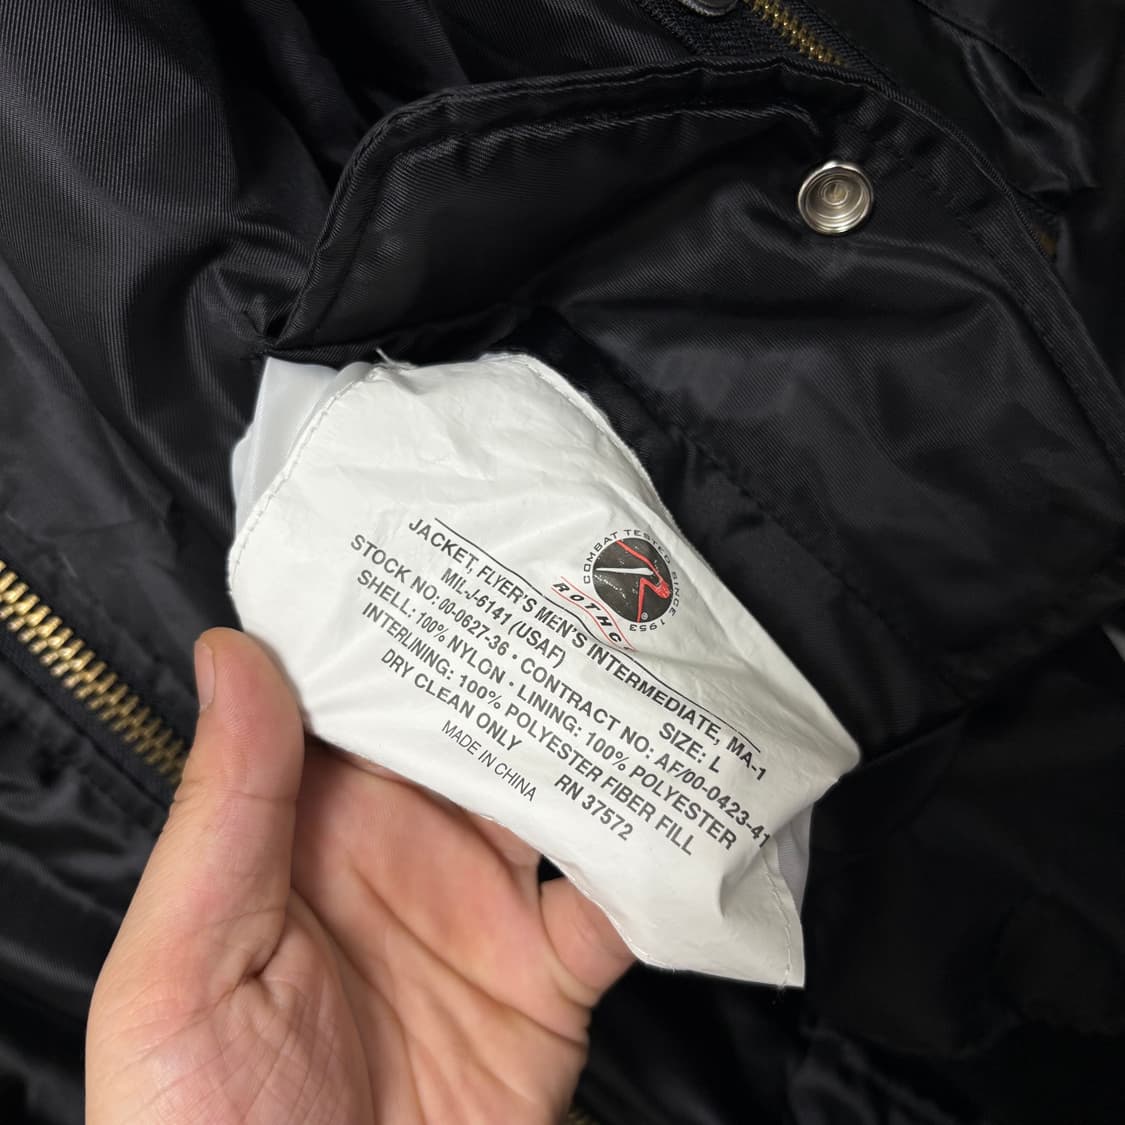 COMBAT TESTED SINCE 1953
JACKET, FLYER'S MEN'S INTERMEDIATE, MA-1
MIL-J-6141 (USAF) SIZE: L
STOCK NO: 00-0627-36 • CONTRACT NO: AF/00-0423-41
SHELL: 100% NYLON • LINING: 100% POLYESTER
INTERLINING: 100% POLYESTER FIBER FILL
DRY CLEAN ONLY RN 37572
MADE IN CHINA